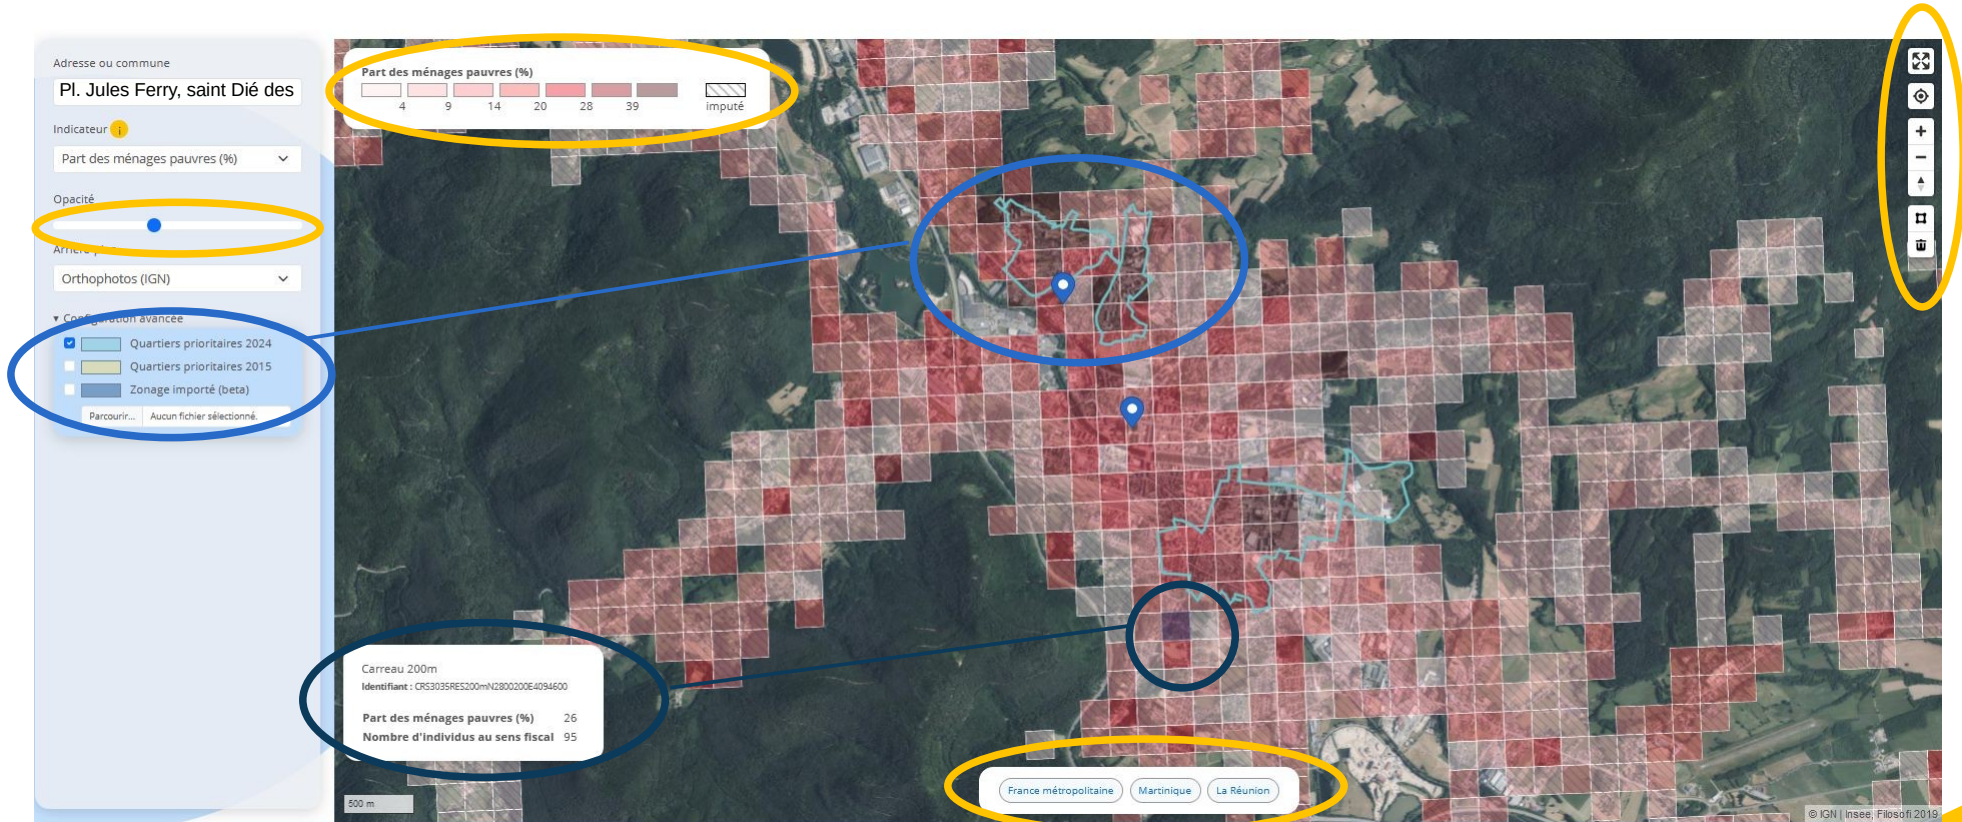 Adresse ou commune
Pl. Jules Ferry, saint Dié des
Indicateur i
Part des ménages pauvres (%)
Opacité
Orthophotos (IGN)
Configuration avancée
Quartiers prioritaires 2024
Quartiers prioritaires 2015
Zonage importé (beta)
Parcourir... Aucun fichier sélectionné.
Part des ménages pauvres (%)
4 9 14 20 28 39 imputé
Carreau 200m
Identifiant : CRS3035RES200mN2800200E4094600
Part des ménages pauvres (%) 26
Nombre d'individus au sens fiscal 95
500 m
France métropolitaine Martinique La Réunion
© IGN | Insee, Filosofi 2019